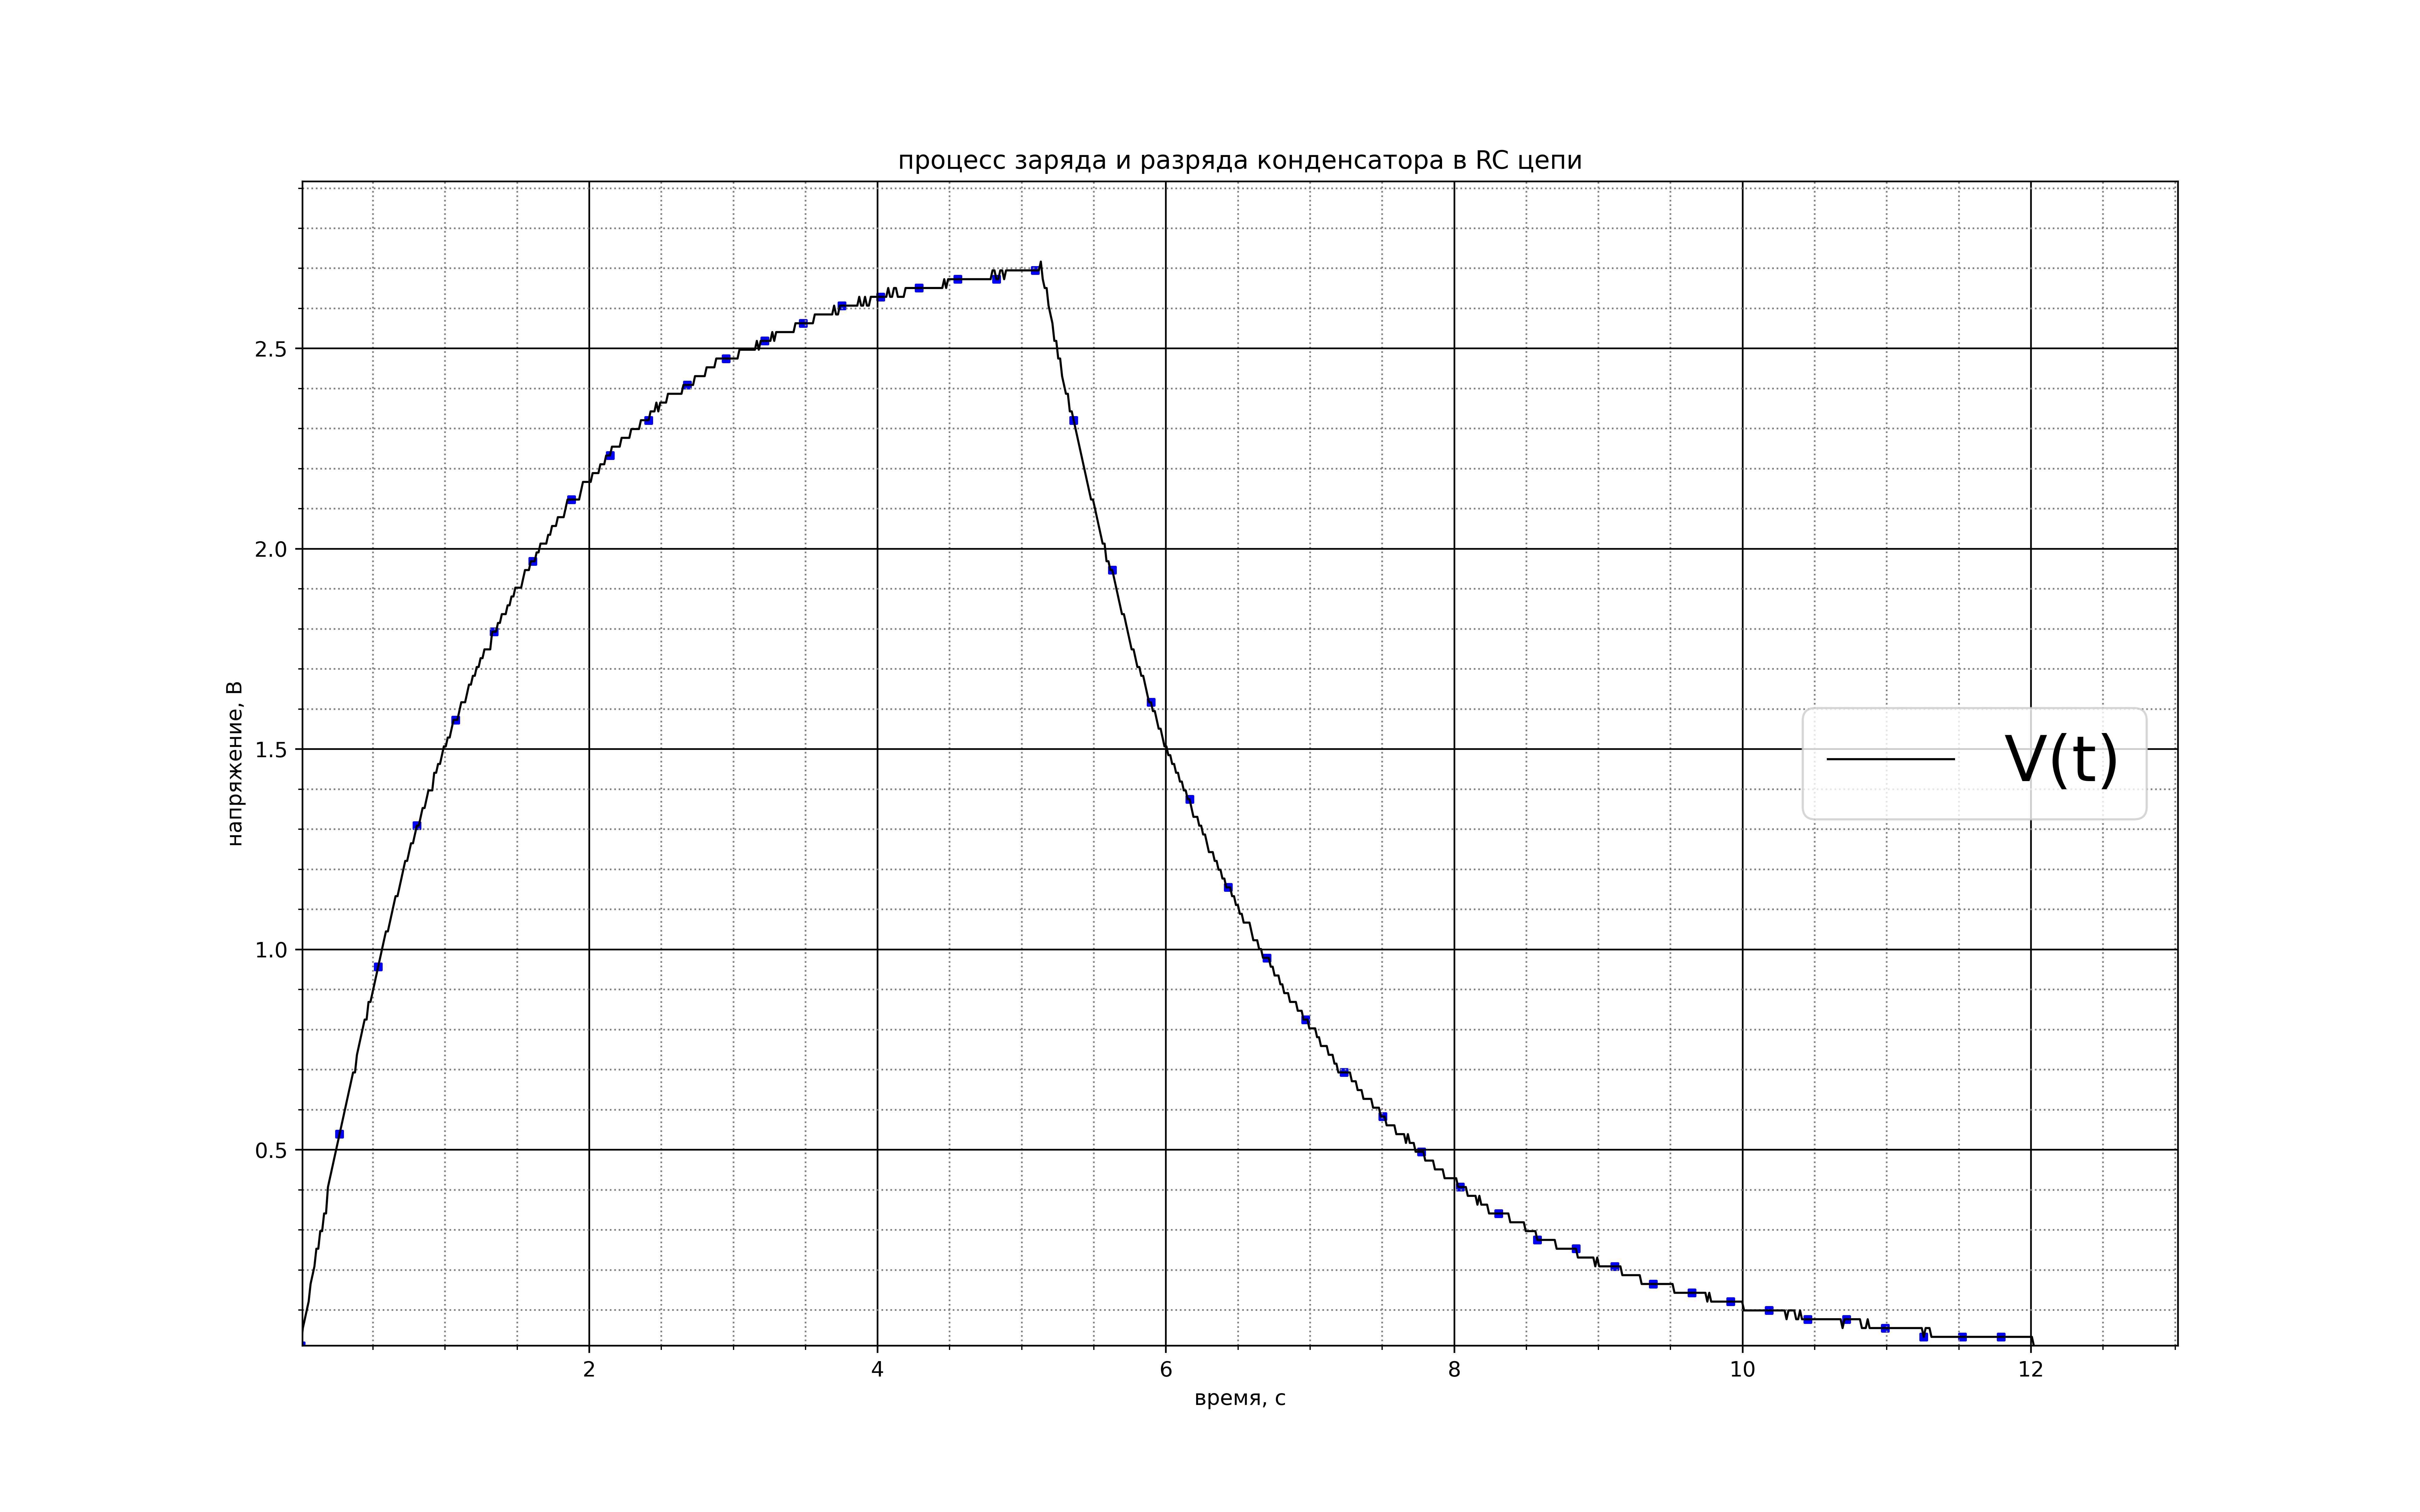 процесс заряда и разряда конденсатора в RC цепи
напряжение, В
2.5
2.0
1.5
1.0
0.5
V(t)
2 4 6 8 10 12
время, с